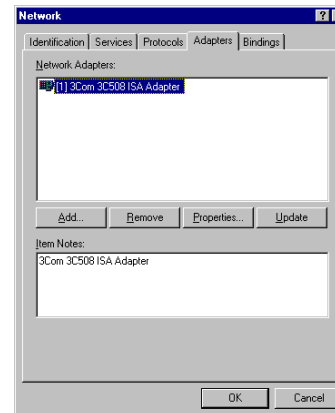 Network
Identification Services Protocols Adapters Bindings
Network Adapters:
[1] 3Com 3C508 ISA Adapter
Add... Remove Properties... Update
Item Notes:
3Com 3C508 ISA Adapter
OK Cancel